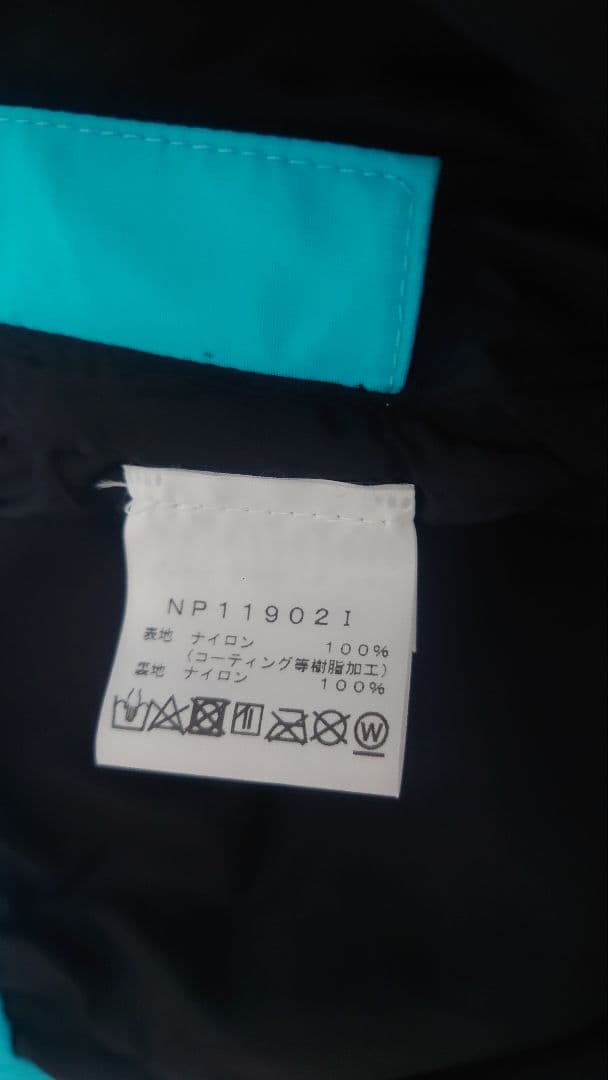 NP11902I
表地 ナイロン 100%
(コーティング等樹脂加工)
裏地 ナイロン 100%
W